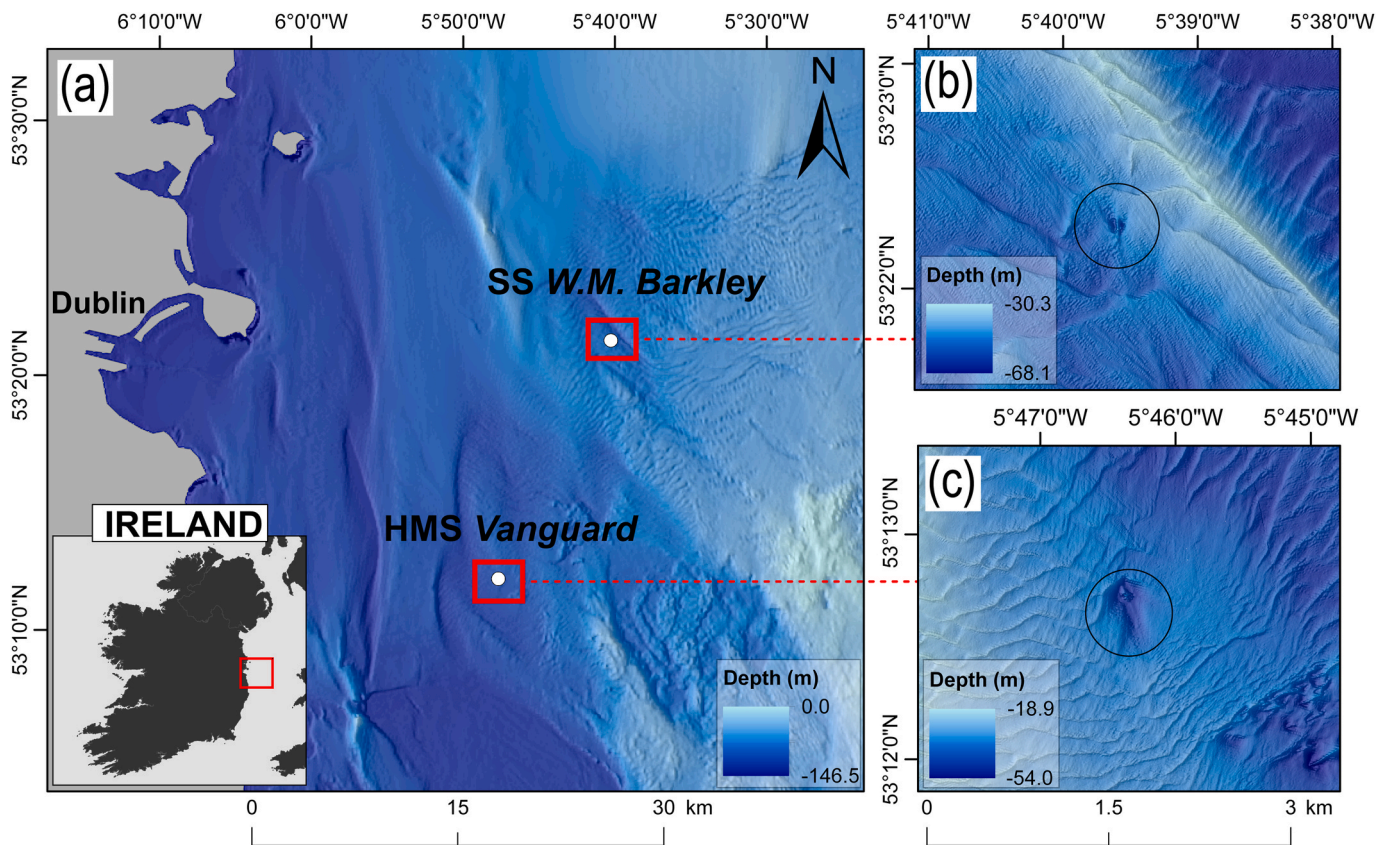 6°10'0"W 6°0'0"W 5°50'0"W 5°40'0"W 5°30'0"W
(a)
N
53°30'0"N
53°20'0"N
53°10'0"N
Dublin
SS W.M. Barkley
HMS Vanguard
IRELAND
Depth (m)
0.0
-146.5
0 15 30 km
5°41'0"W 5°40'0"W 5°39'0"W 5°38'0"W
(b)
53°23'0"N
53°22'0"N
Depth (m)
-30.3
-68.1
5°47'0"W 5°46'0"W 5°45'0"W
(c)
53°13'0"N
53°12'0"N
Depth (m)
-18.9
-54.0
0 1.5 3 km